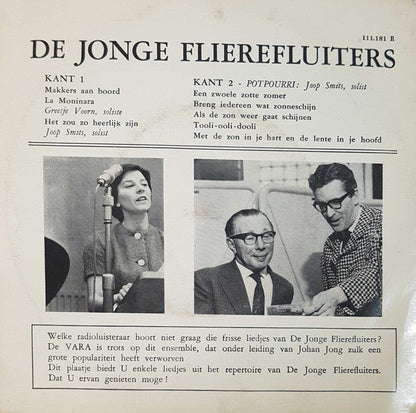 111.181 E
DE JONGE FLIEREFLUITERS
KANT 1
Makkers aan boord
La Moninara
Greetje Voorn, soliste
Het zou zo heerlijk zijn
Joop Smits, solist
KANT 2 - POTPOURRI: Joop Smits, solist
Een zwoele zotte zomer
Breng iedereen wat zonneschijn
Als de zon weer gaat schijnen
Tooli-ooli-dooli
Met de zon in je hart en de lente in je hoofd
Welke radioluisteraar hoort niet graag die frisse liedjes van De Jonge Flierefluiters?
De VARA is trots op dit ensemble, dat onder leiding van Johan Jong zulk een
grote populariteit heeft verworven
Dit plaatje biedt U enkele liedjes uit het repertoire van De Jonge Flierefluiters.
Dat U ervan genieten moge !